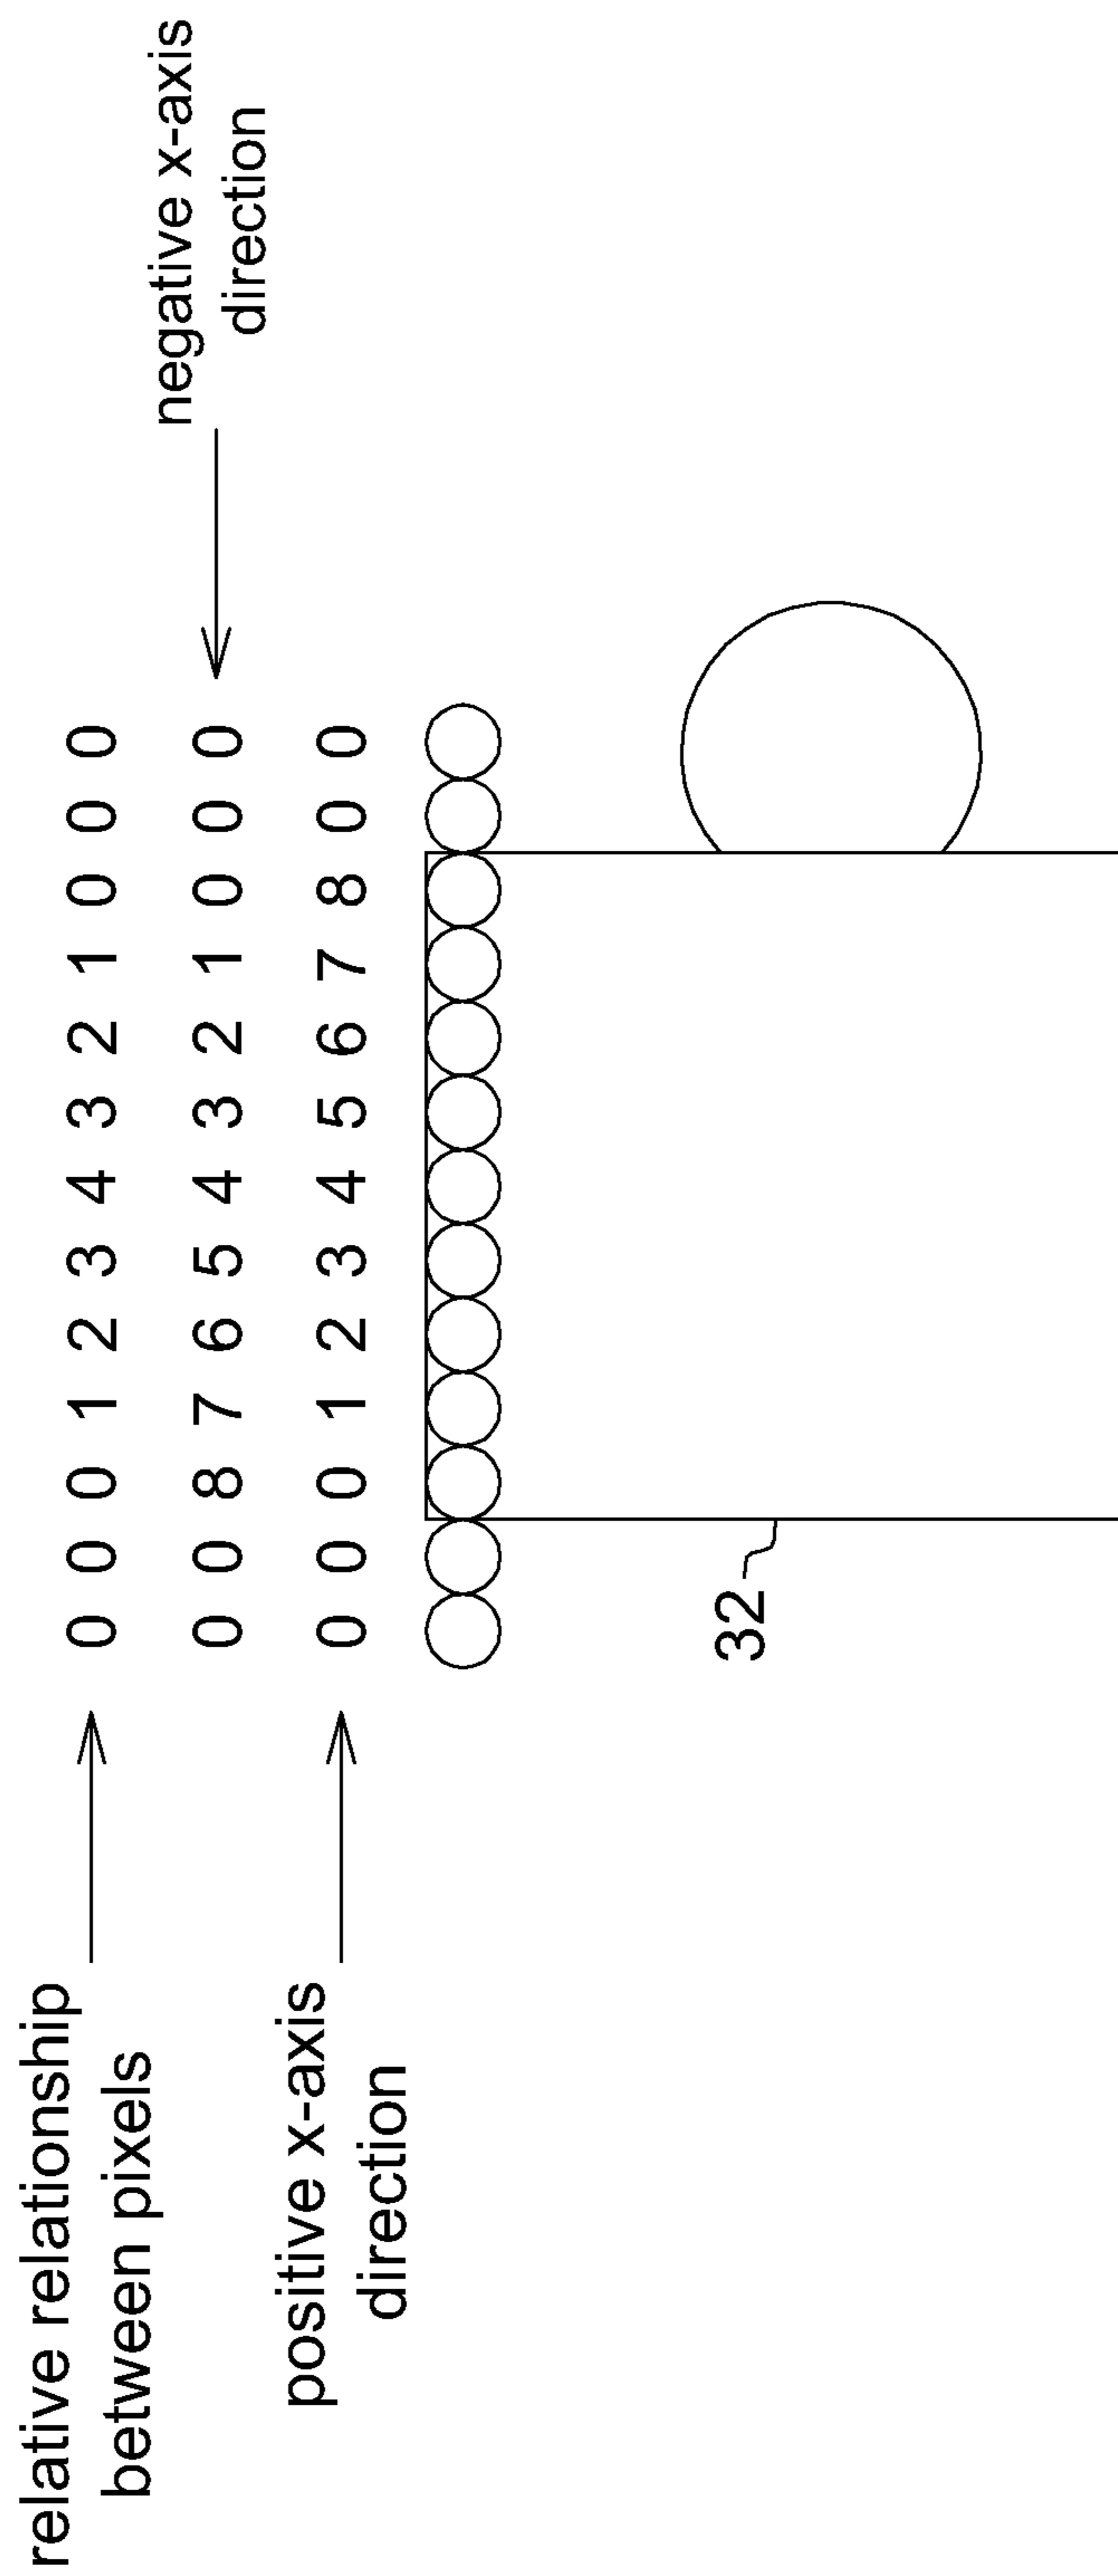 relative relationship
between pixels
0 0 0 1 2 3 4 3 2 1 0 0 0
0 0 8 7 6 5 4 3 2 1 0 0 0
negative x-axis
direction
positive x-axis
direction
0 0 0 1 2 3 4 5 6 7 8 0 0
32